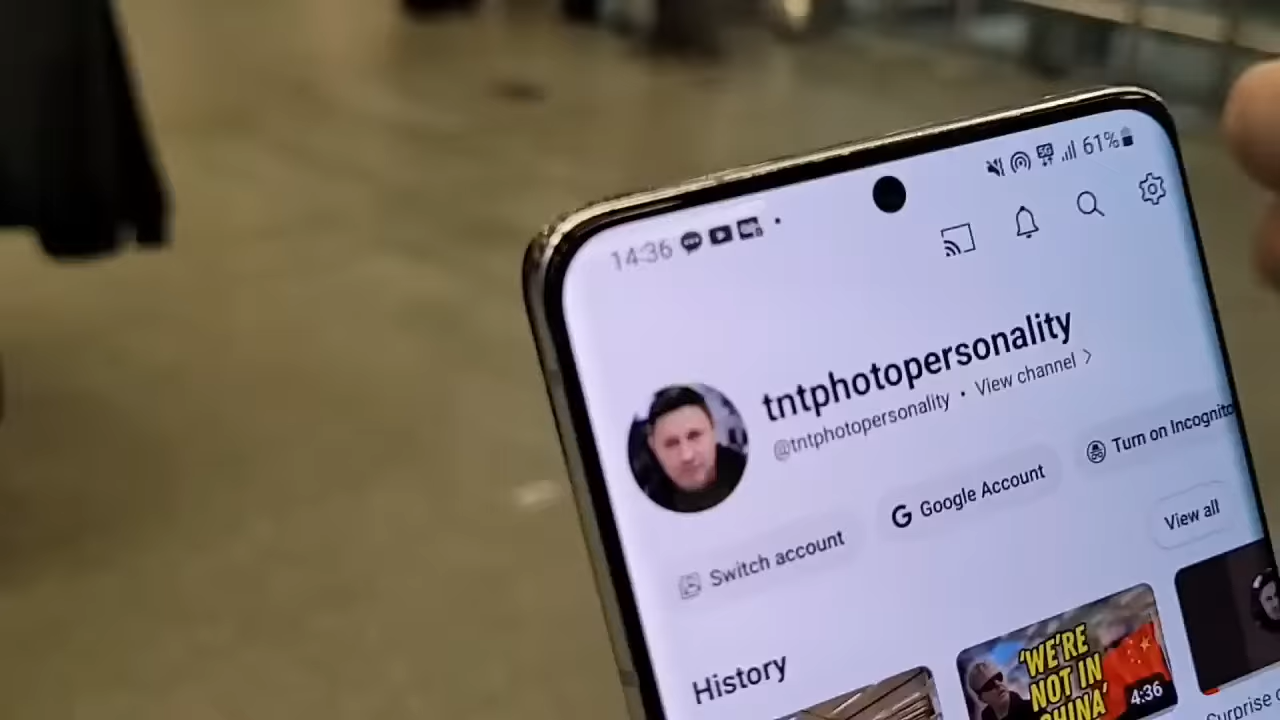 14:36
61%
tntphotopersonality
@tntphotopersonality • View channel >
Switch account
G Google Account
Turn on Incognito
History
View all
'WE'RE
NOT IN
CHINA'
4:36
Surprise